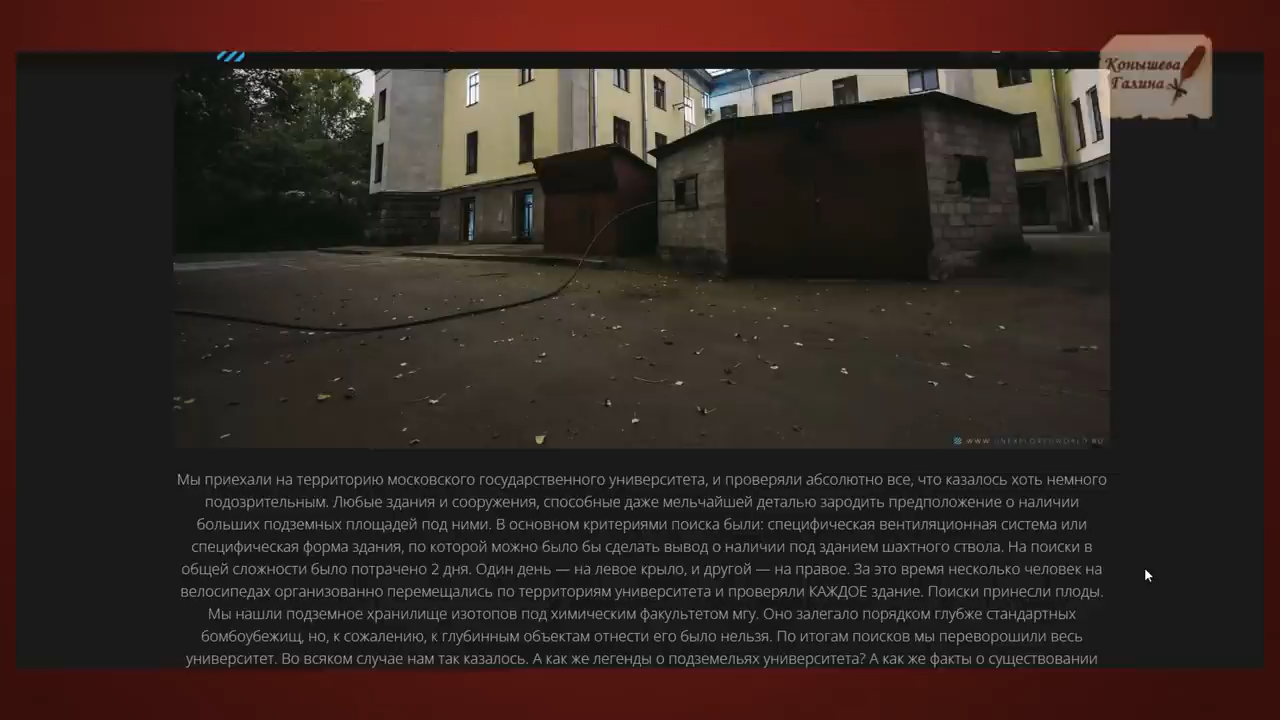 Конышева
Галина
WWW.UNEXPLOREDWORLD.RU
Мы приехали на территорию московского государственного университета, и проверяли абсолютно все, что казалось хоть немного
подозрительным. Любые здания и сооружения, способные даже мельчайшей деталью зародить предположение о наличии
больших подземных площадей под ними. В основном критериями поиска были: специфическая вентиляционная система или
специфическая форма здания, по которой можно было бы сделать вывод о наличии под зданием шахтного ствола. На поиски в
общей сложности было потрачено 2 дня. Один день — на левое крыло, и другой — на правое. За это время несколько человек на
велосипедах организованно перемещались по территориям университета и проверяли КАЖДОЕ здание. Поиски принесли плоды.
Мы нашли подземное хранилище изотопов под химическим факультетом мгу. Оно залегало порядком глубже стандартных
бомбоубежищ, но, к сожалению, к глубинным объектам отнести его было нельзя. По итогам поисков мы переворошили весь
университет. Во всяком случае нам так казалось. А как же легенды о подземельях университета? А как же факты о существовании